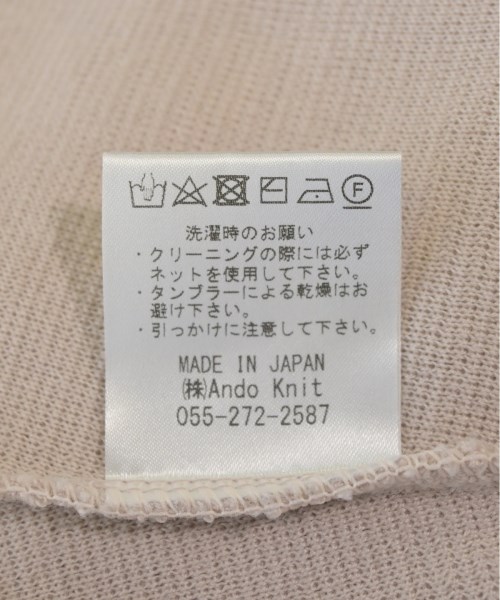 F
洗濯時のお願い
・クリーニングの際には必ず
ネットを使用して下さい。
・タンブラーによる乾燥はお
避け下さい。
・引っかけに注意して下さい。
MADE IN JAPAN
㈱Ando Knit
055-272-2587